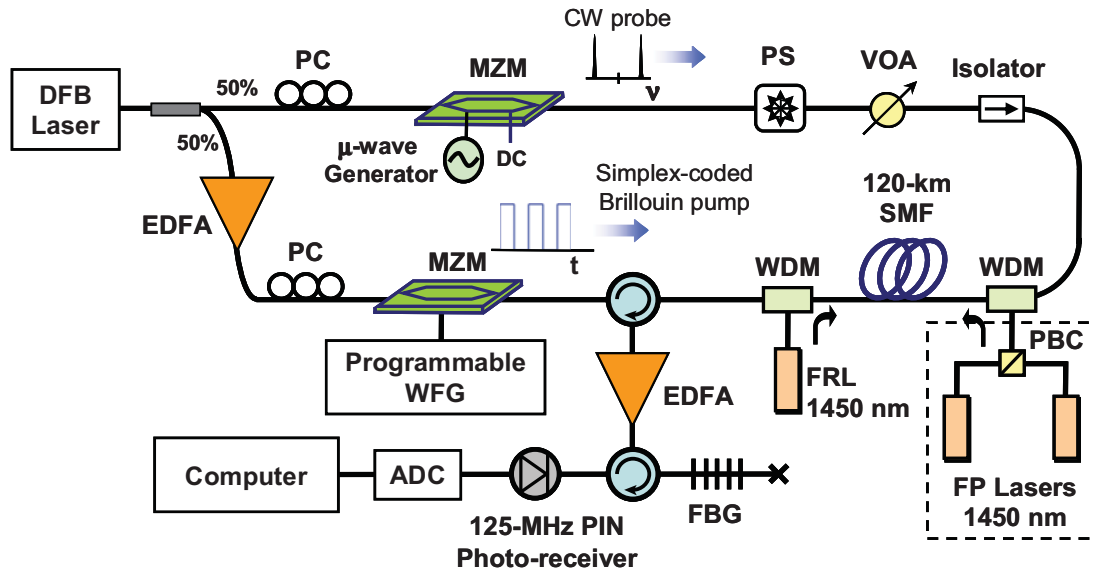 CW probe
ν
PC
MZM
PS
VOA
Isolator
DFB
Laser
50%
50%
μ-wave
Generator
DC
Simplex-coded
Brillouin pump
120-km
SMF
EDFA
PC
MZM
t
WDM
WDM
Programmable
WFG
EDFA
FRL
1450 nm
PBC
Computer
ADC
125-MHz PIN
Photo-receiver
FBG
FP Lasers
1450 nm